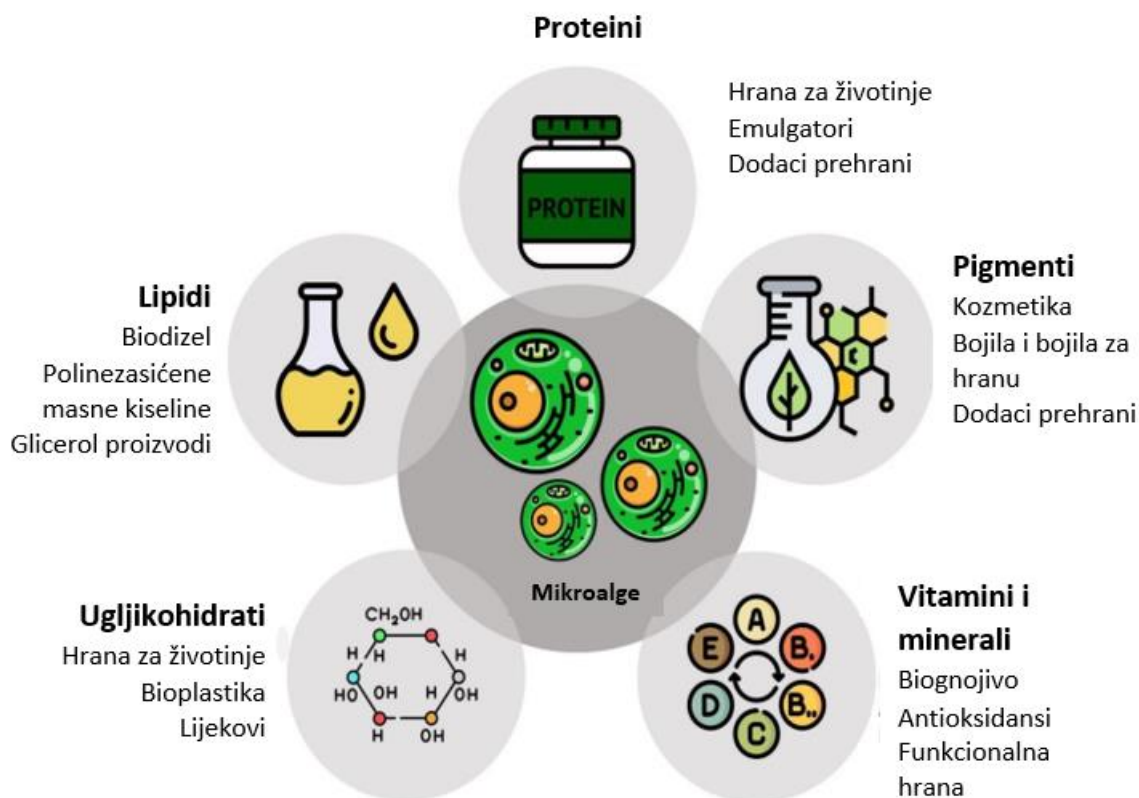 Proteini
Hrana za životinje
Emulgatori
Dodaci prehrani
PROTEIN
Lipidi
Biodizel
Polinezasićene
masne kiseline
Glicerol proizvodi
Pigmenti
Kozmetika
Bojila i bojila za
hranu
Dodaci prehrani
Mikroalge
Ugljikohidrati
Hrana za životinje
Bioplastika
Lijekovi
CH₂OH
H
H
H
HO
OH
H
OH
H
OH
Vitamini i
minerali
Biognojivo
Antioksidansi
Funkcionalna
hrana
A
E
B.
D
B..
C